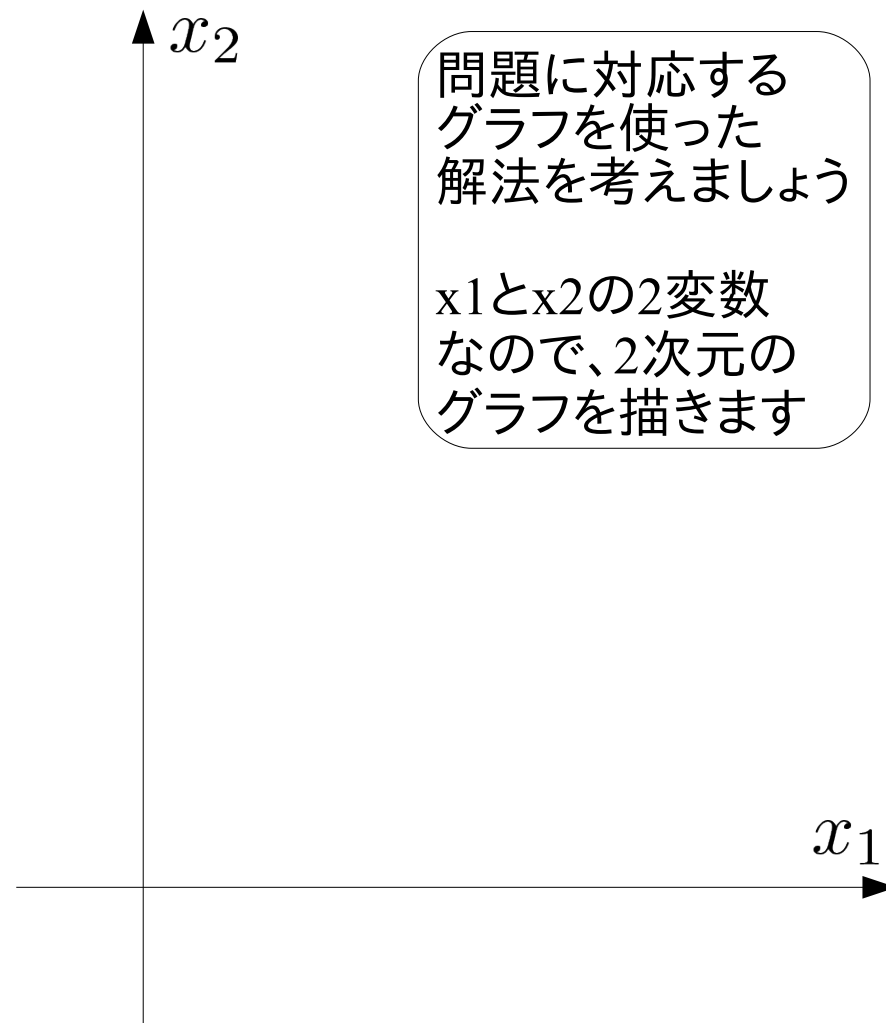 x₂
問題に対応する
グラフを使った
解法を考えましょう
x1とx2の2変数
なので、2次元の
グラフを描きます
x₁